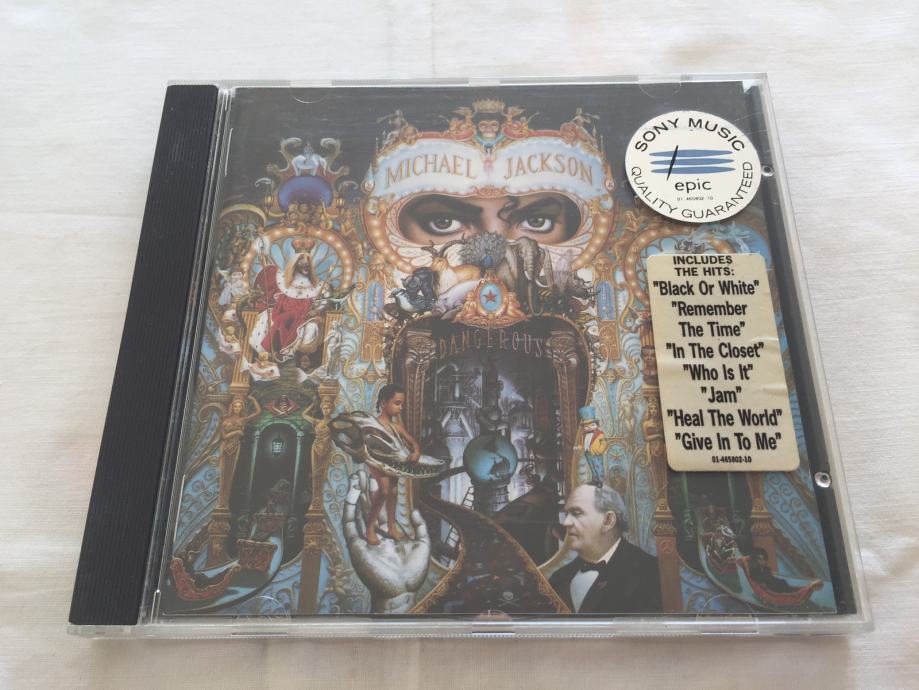 MICHAEL JACKSON
DANGEROUS
SONY MUSIC
epic
01 465802 10
QUALITY GUARANTEED
INCLUDES
THE HITS:
"Black Or White"
"Remember
The Time"
"In The Closet"
"Who Is It"
"Jam"
"Heal The World"
"Give In To Me"
01-465802-10